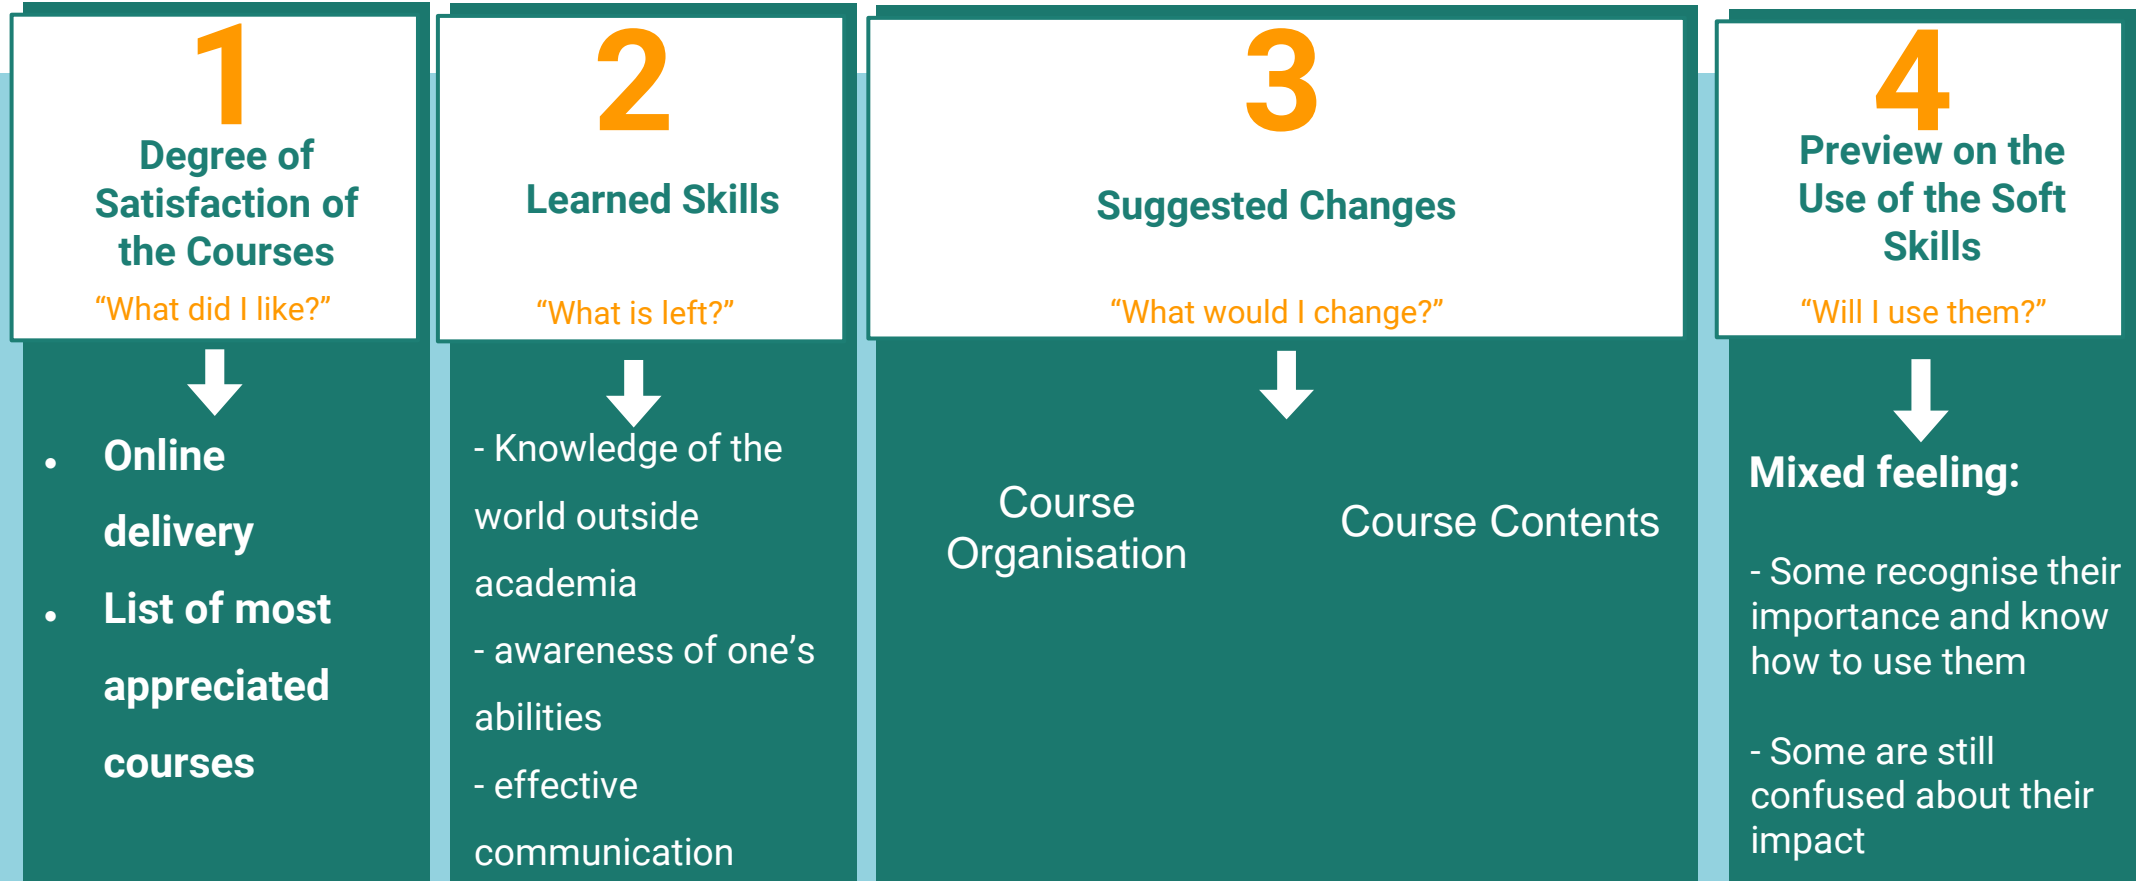 1
Degree of
Satisfaction of
the Courses
“What did I like?”
• Online
delivery
• List of most
appreciated
courses
2
Learned Skills
“What is left?”
- Knowledge of the
world outside
academia
- awareness of one’s
abilities
- effective
communication
3
Suggested Changes
“What would I change?”
Course
Organisation
Course Contents
4
Preview on the
Use of the Soft
Skills
“Will I use them?”
Mixed feeling:
- Some recognise their
importance and know
how to use them
- Some are still
confused about their
impact